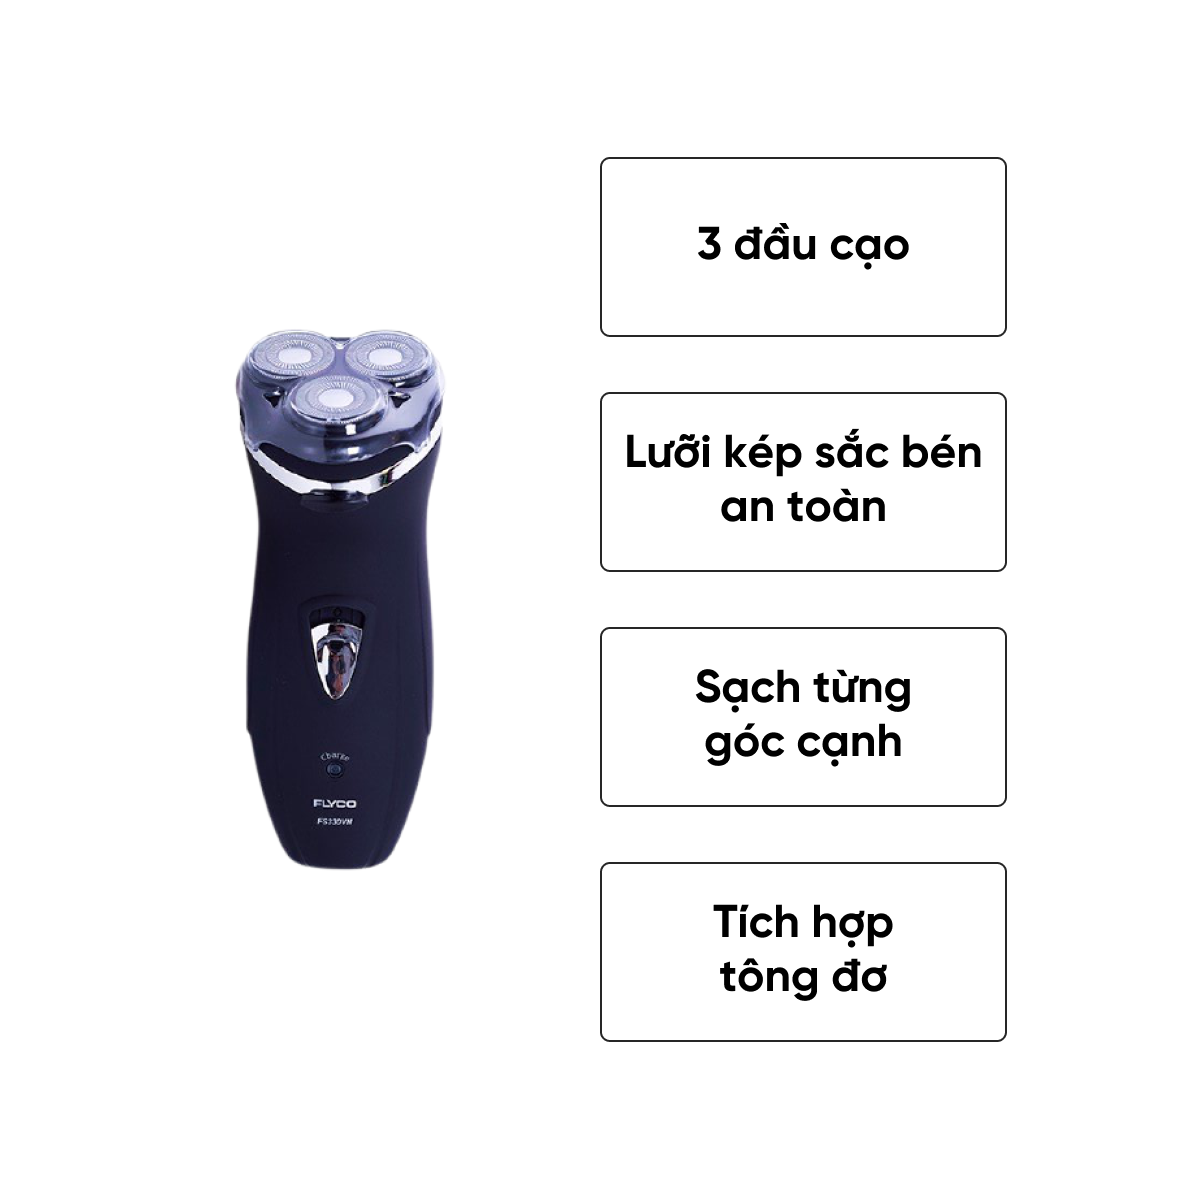 3 đầu cạo
Lưỡi kép sắc bén
an toàn
Sạch từng
góc cạnh
Tích hợp
tông đơ
Charge
FLYCO
FS339VN